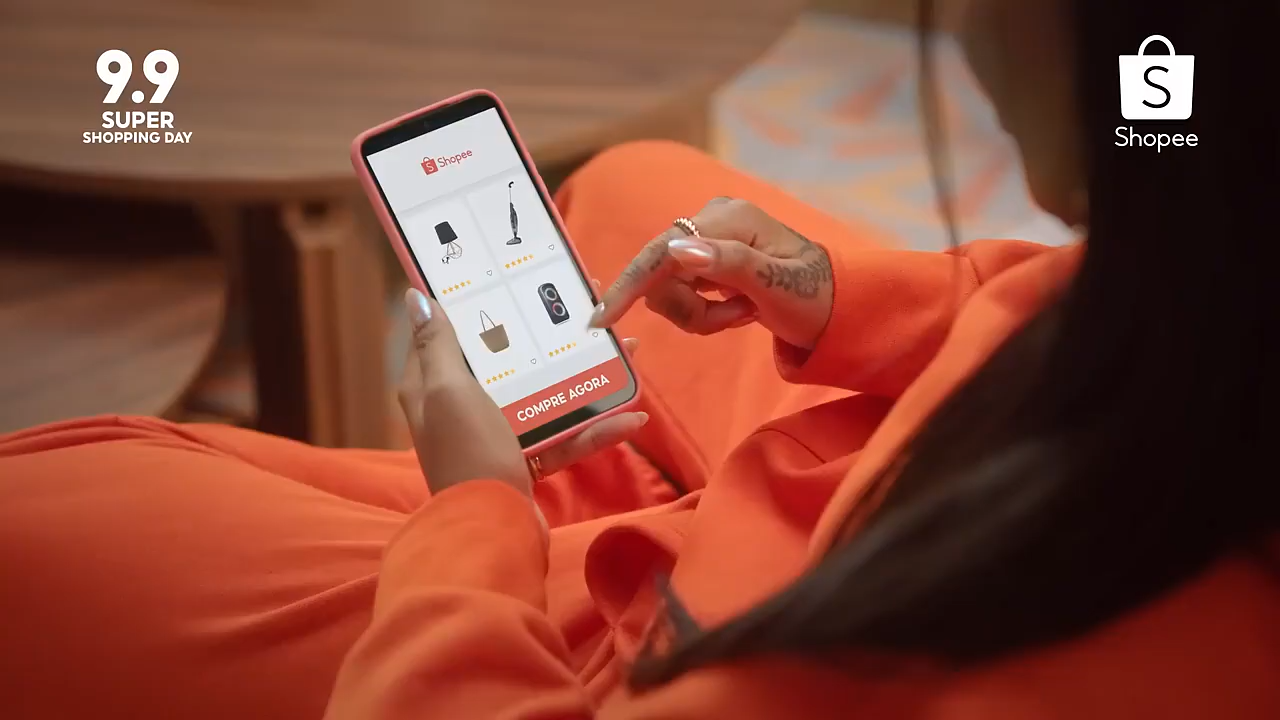 9.9
SUPER
SHOPPING DAY
S
Shopee
S Shopee
COMPRE AGORA